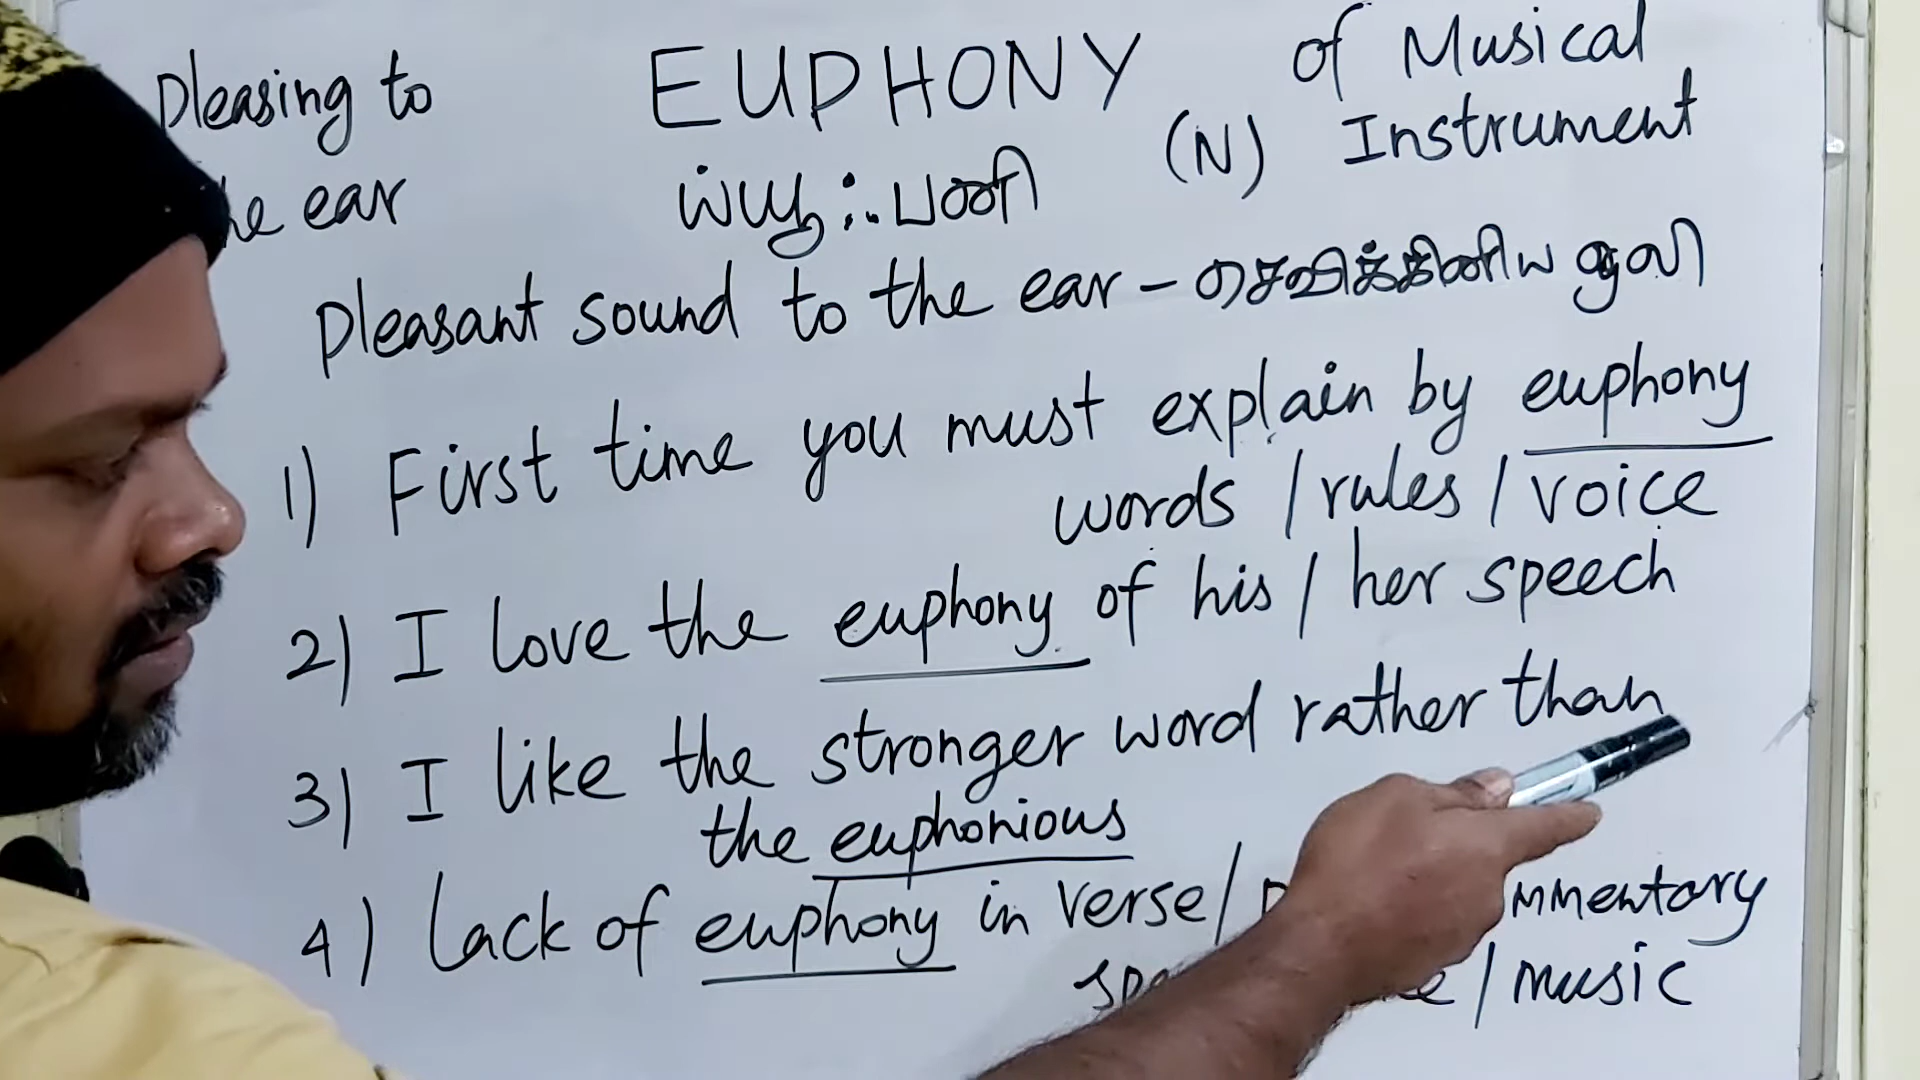 Pleasing to
he ear
EUPHONY
(N)
of Musical
Instrument
Pleasant sound to the ear - செவிக்கினிய ஒலி
1) First time you must explain by euphony
words / rules / voice
2) I love the euphony of his / her speech
3) I like the stronger word rather than
the euphonious
4) lack of euphony in verse /
/ music